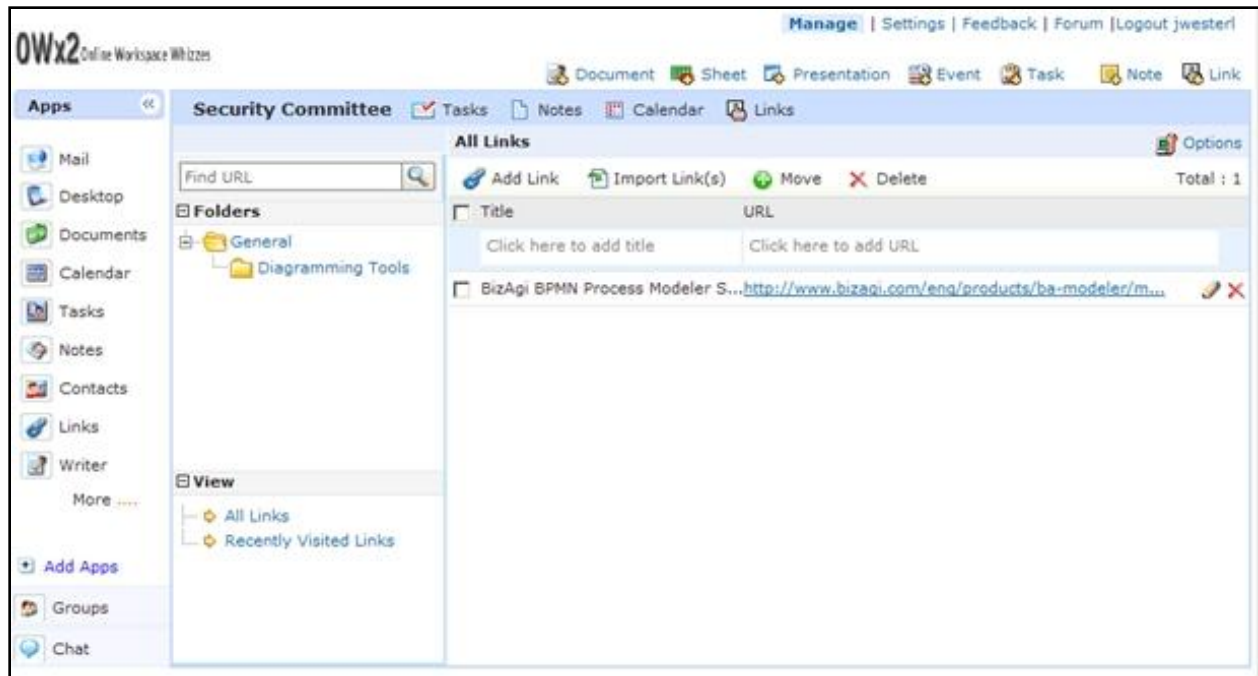 Manage | Settings | Feedback | Forum |Logout jwesterl
OWx2 Online Workspace Whizzes
Document Sheet Presentation Event Task Note Link
Apps «
Security Committee Tasks Notes Calendar Links
All Links Options
Mail
Desktop
Documents
Calendar
Tasks
Notes
Contacts
Links
Writer
More ....
Add Apps
Groups
Chat
Find URL
Folders
General
Diagramming Tools
View
All Links
Recently Visited Links
Add Link Import Link(s) Move Delete Total : 1
Title URL
Click here to add title Click here to add URL
BizAgi BPMN Process Modeler S...http://www.bizagi.com/eng/products/ba-modeler/m...